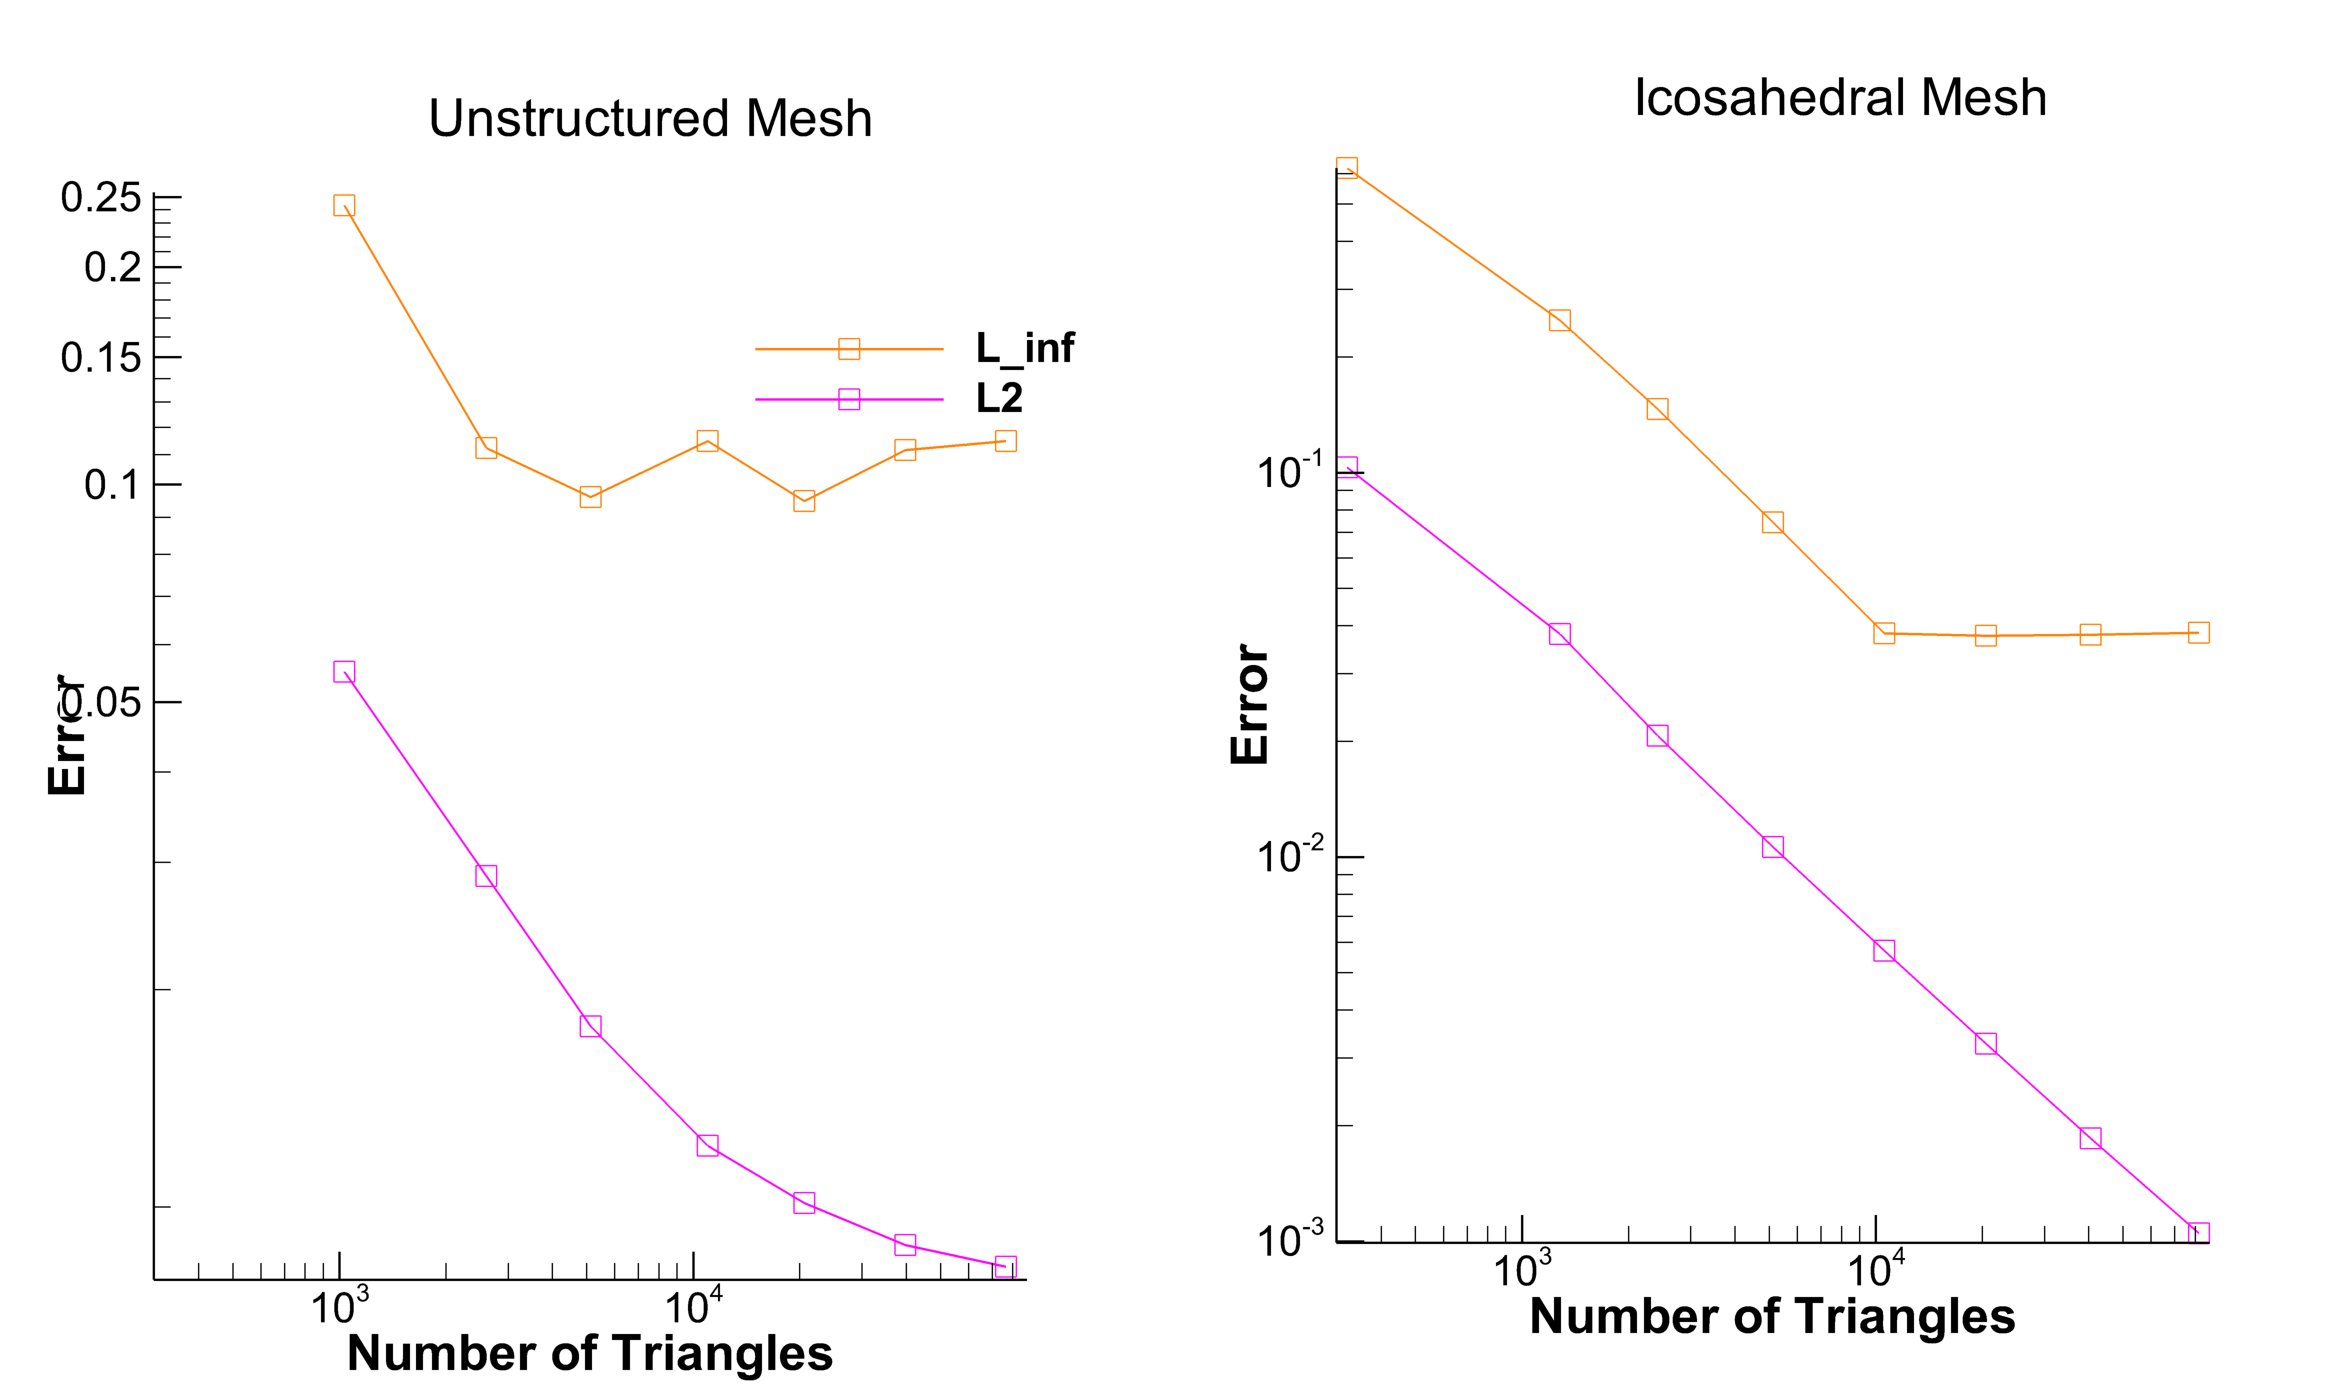 Unstructured Mesh
0.25
0.2
0.15
0.1
0.05
Error
L_inf
L2
10^3
10^4
Number of Triangles
Icosahedral Mesh
10^-1
10^-2
10^-3
Error
10^3
10^4
Number of Triangles